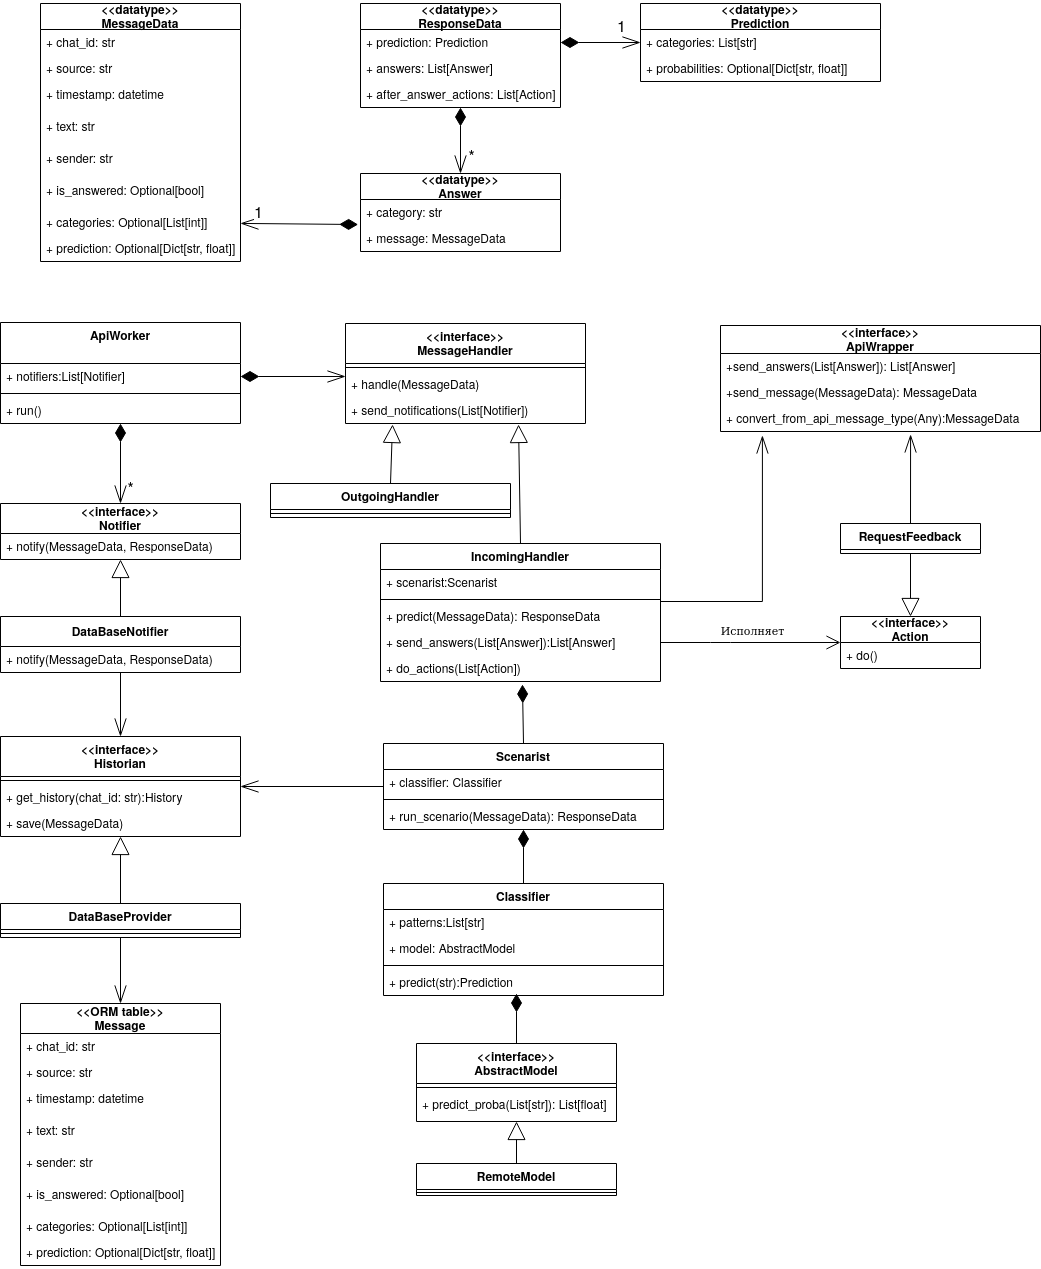 <<datatype>>
MessageData
+ chat_id: str
+ source: str
+ timestamp: datetime
+ text: str
+ sender: str
+ is_answered: Optional[bool]
+ categories: Optional[List[int]]
+ prediction: Optional[Dict[str, float]]
<<datatype>>
ResponseData
+ prediction: Prediction
+ answers: List[Answer]
+ after_answer_actions: List[Action]
1
<<datatype>>
Prediction
+ categories: List[str]
+ probabilities: Optional[Dict[str, float]]
*
<<datatype>>
Answer
+ category: str
+ message: MessageData
1
ApiWorker
+ notifiers:List[Notifier]
+ run()
<<interface>>
MessageHandler
+ handle(MessageData)
+ send_notifications(List[Notifier])
<<interface>>
ApiWrapper
+send_answers(List[Answer]): List[Answer]
+send_message(MessageData): MessageData
+ convert_from_api_message_type(Any):MessageData
*
<<interface>>
Notifier
+ notify(MessageData, ResponseData)
OutgoingHandler
IncomingHandler
+ scenarist:Scenarist
+ predict(MessageData): ResponseData
+ send_answers(List[Answer]):List[Answer]
+ do_actions(List[Action])
RequestFeedback
Исполняет
<<interface>>
Action
+ do()
DataBaseNotifier
+ notify(MessageData, ResponseData)
<<interface>>
Historian
+ get_history(chat_id: str):History
+ save(MessageData)
Scenarist
+ classifier: Classifier
+ run_scenario(MessageData): ResponseData
DataBaseProvider
Classifier
+ patterns:List[str]
+ model: AbstractModel
+ predict(str):Prediction
<<ORM table>>
Message
+ chat_id: str
+ source: str
+ timestamp: datetime
+ text: str
+ sender: str
+ is_answered: Optional[bool]
+ categories: Optional[List[int]]
+ prediction: Optional[Dict[str, float]]
<<interface>>
AbstractModel
+ predict_proba(List[str]): List[float]
RemoteModel